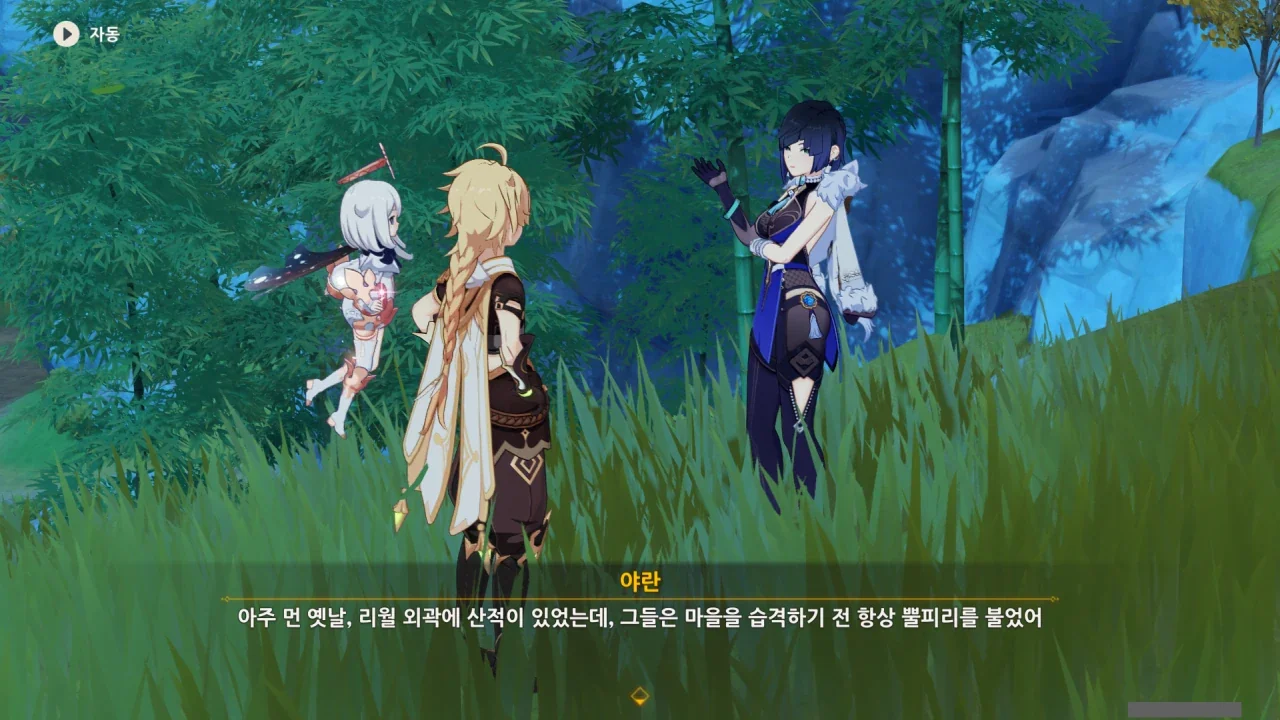 자동
야란
아주 먼 옛날, 리월 외곽에 산적이 있었는데, 그들은 마을을 습격하기 전 항상 뿔피리를 불었어